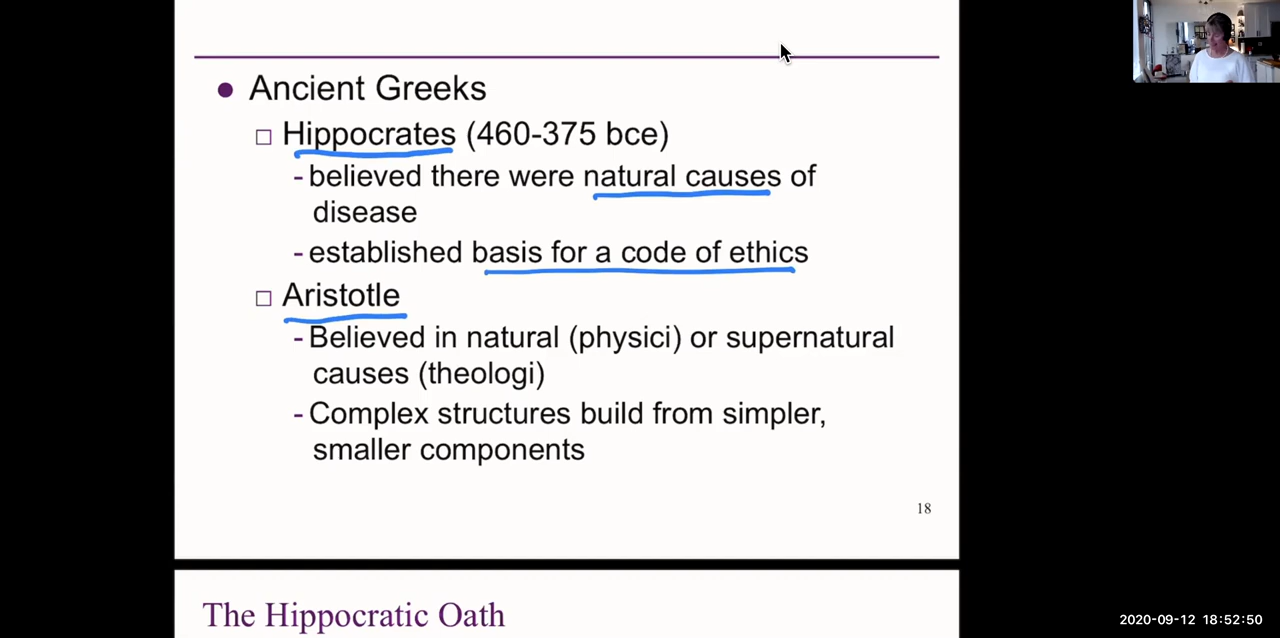 ● Ancient Greeks
□ Hippocrates (460-375 bce)
- believed there were natural causes of
disease
- established basis for a code of ethics
□ Aristotle
- Believed in natural (physici) or supernatural
causes (theologi)
- Complex structures build from simpler,
smaller components
18
The Hippocratic Oath
2020-09-12 18:52:50